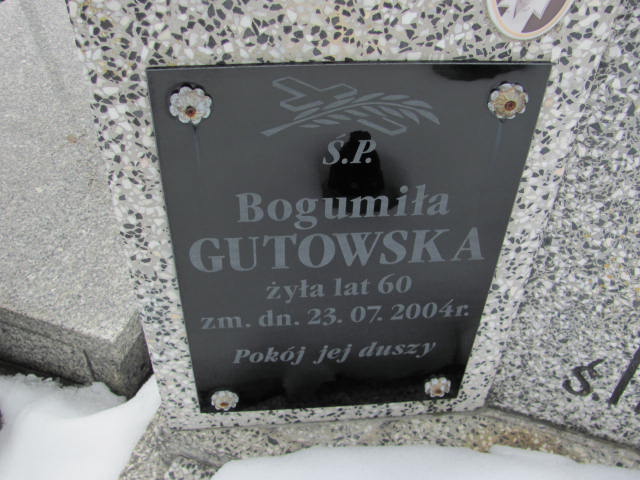 Ś.P.
Bogumiła
GUTOWSKA
żyła lat 60
zm. dn. 23. 07. 2004r.
Pokój jej duszy